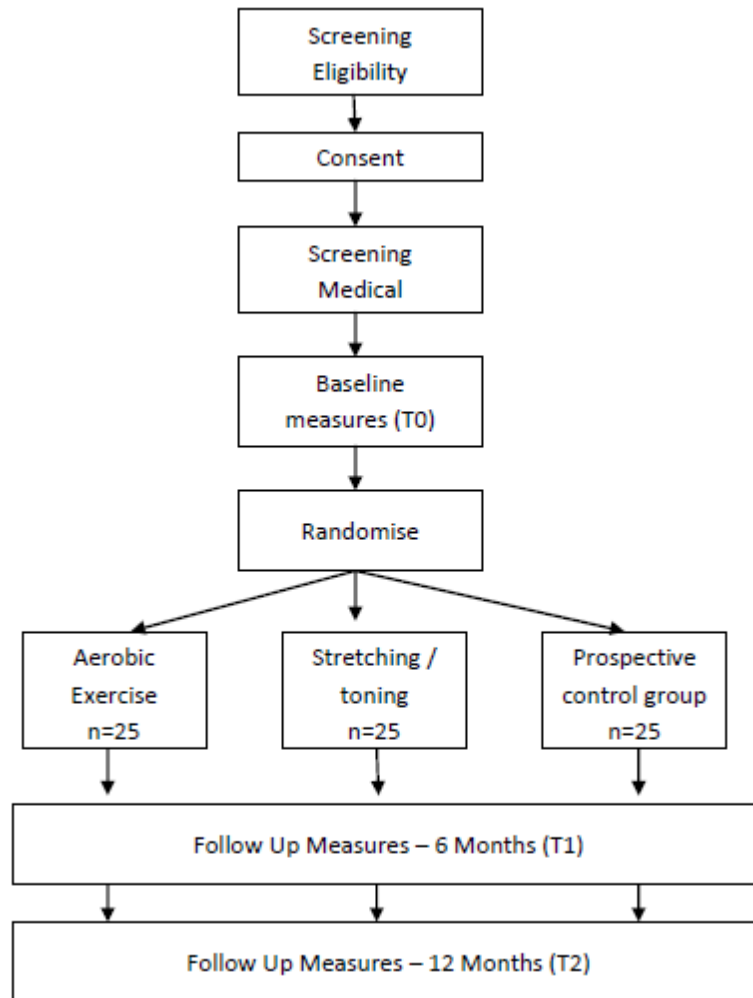 Screening
Eligibility
Consent
Screening
Medical
Baseline
measures (T0)
Randomise
Aerobic
Exercise
n=25
Stretching /
toning
n=25
Prospective
control group
n=25
Follow Up Measures – 6 Months (T1)
Follow Up Measures – 12 Months (T2)